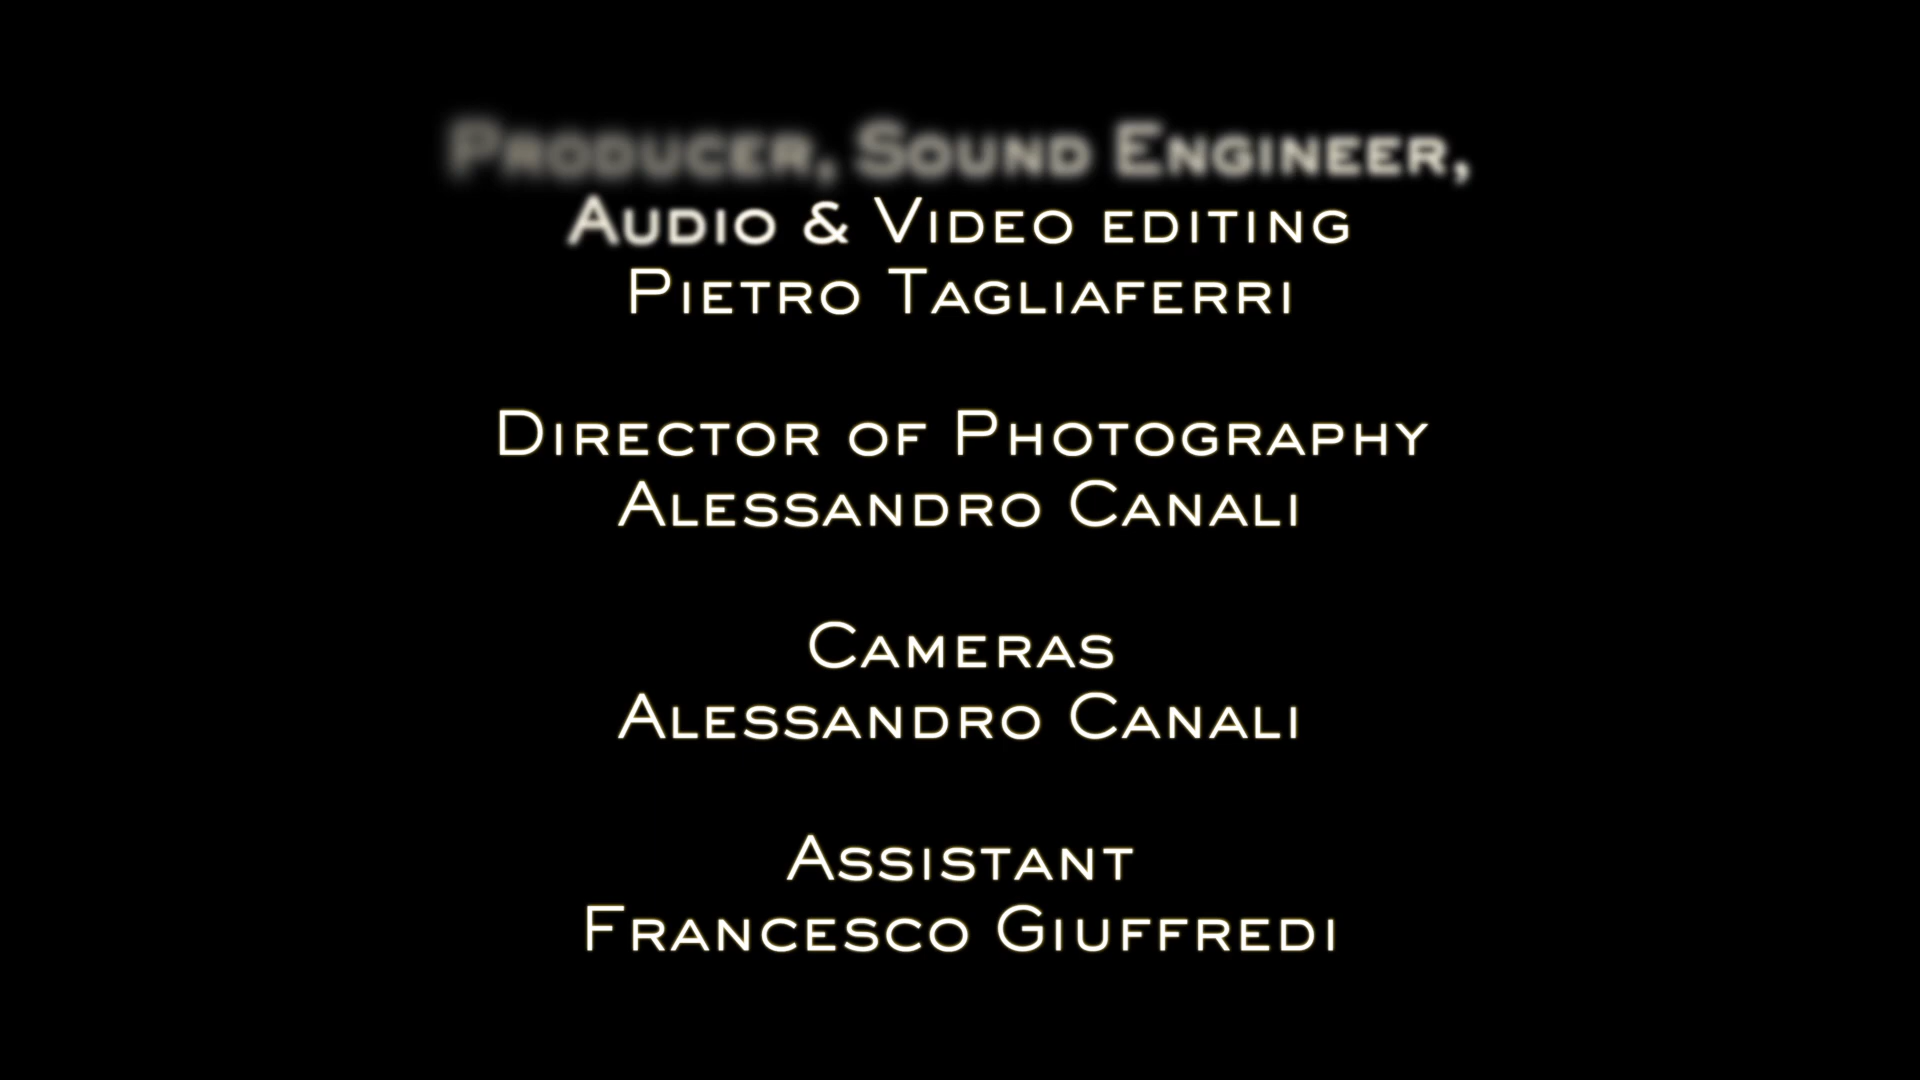 Producer, Sound Engineer,
Audio & Video editing
Pietro Tagliaferri
Director of Photography
Alessandro Canali
Cameras
Alessandro Canali
Assistant
Francesco Giuffredi